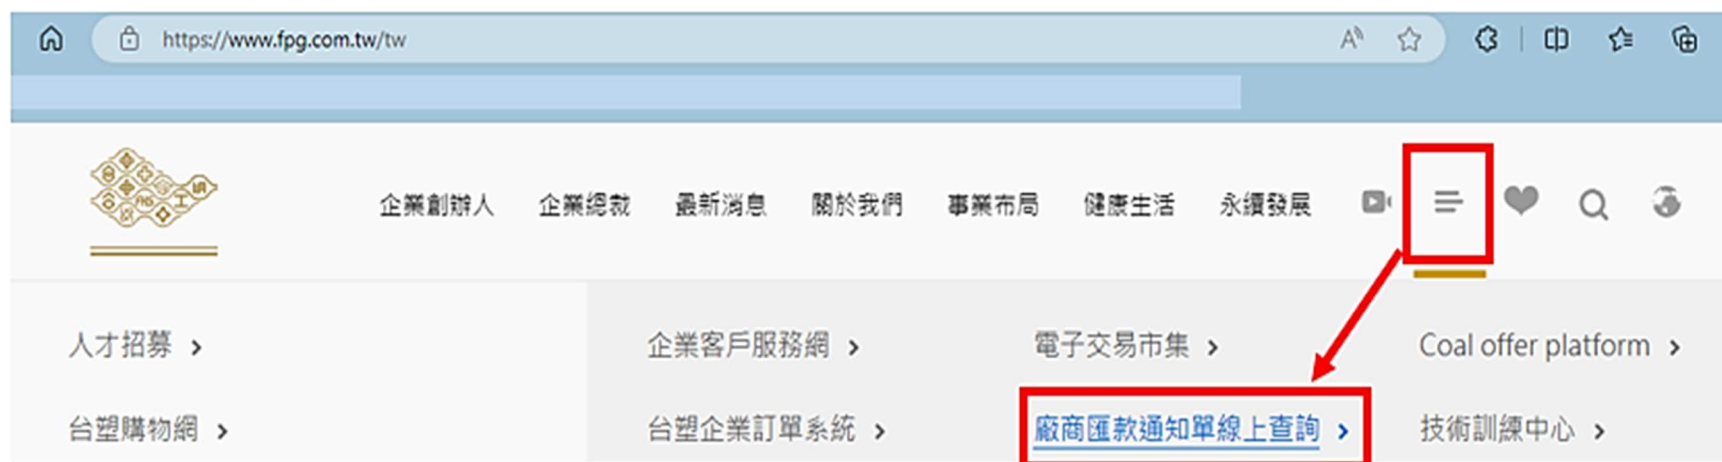 https://www.fpg.com.tw/tw
企業創辦人 企業總裁 最新消息 關於我們 事業布局 健康生活 永續發展
人才招募 > 企業客戶服務網 > 電子交易市集 > Coal offer platform >
台塑購物網 > 台塑企業訂單系統 > 廠商匯款通知單線上查詢 > 技術訓練中心 >